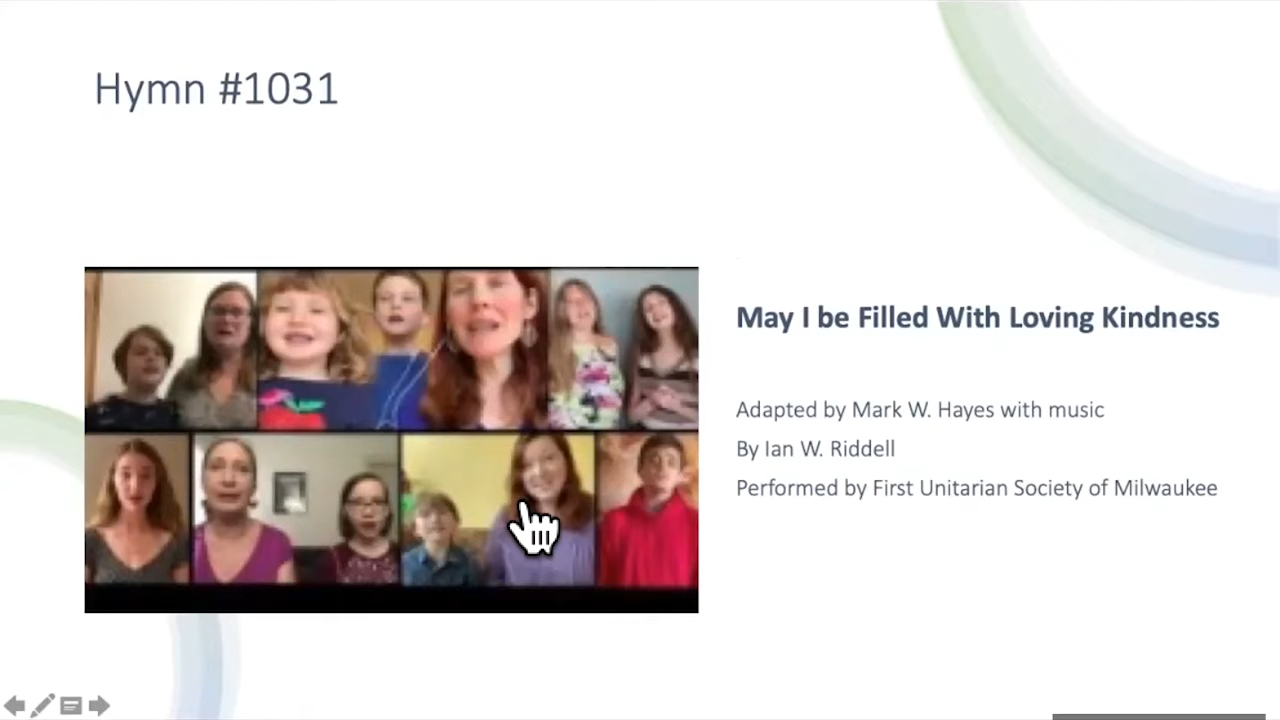 Hymn #1031
May I be Filled With Loving Kindness
Adapted by Mark W. Hayes with music
By Ian W. Riddell
Performed by First Unitarian Society of Milwaukee